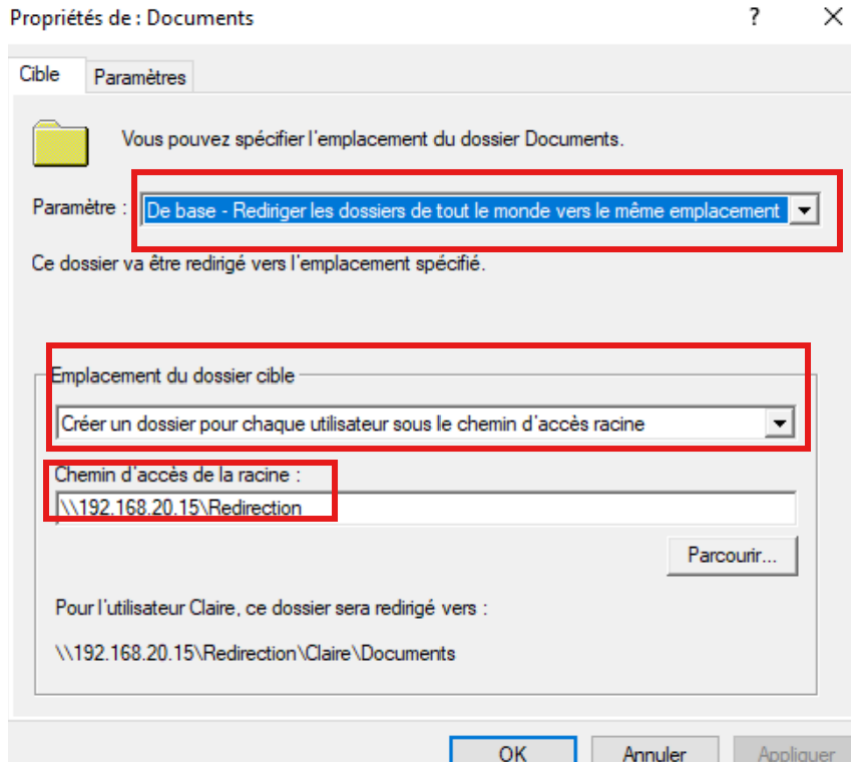 Propriétés de : Documents ? ×
Cible Paramètres
Vous pouvez spécifier l'emplacement du dossier Documents.
Paramètre : De base - Rediriger les dossiers de tout le monde vers le même emplacement
Ce dossier va être redirigé vers l'emplacement spécifié.
Emplacement du dossier cible
Créer un dossier pour chaque utilisateur sous le chemin d'accès racine
Chemin d'accès de la racine :
\\192.168.20.15\Redirection
Parcourir...
Pour l'utilisateur Claire, ce dossier sera redirigé vers :
\\192.168.20.15\Redirection\Claire\Documents
OK Annuler Appliquer